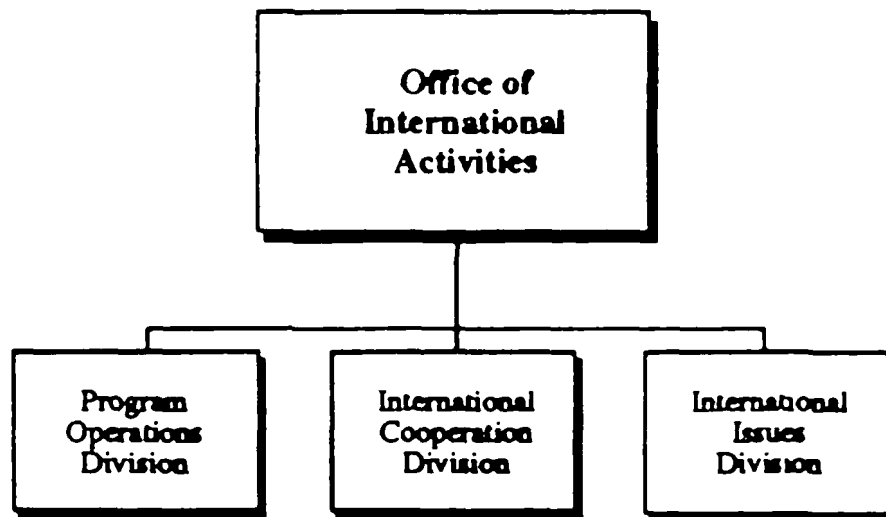 Office of
International
Activities
Program
Operations
Division
International
Cooperation
Division
International
Issues
Division